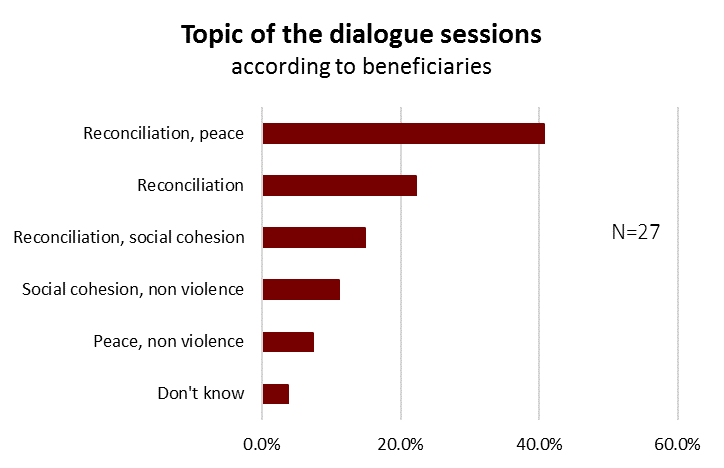 Topic of the dialogue sessions
according to beneficiaries
Reconciliation, peace
Reconciliation
Reconciliation, social cohesion
N=27
Social cohesion, non violence
Peace, non violence
Don't know
0.0% 20.0% 40.0% 60.0%